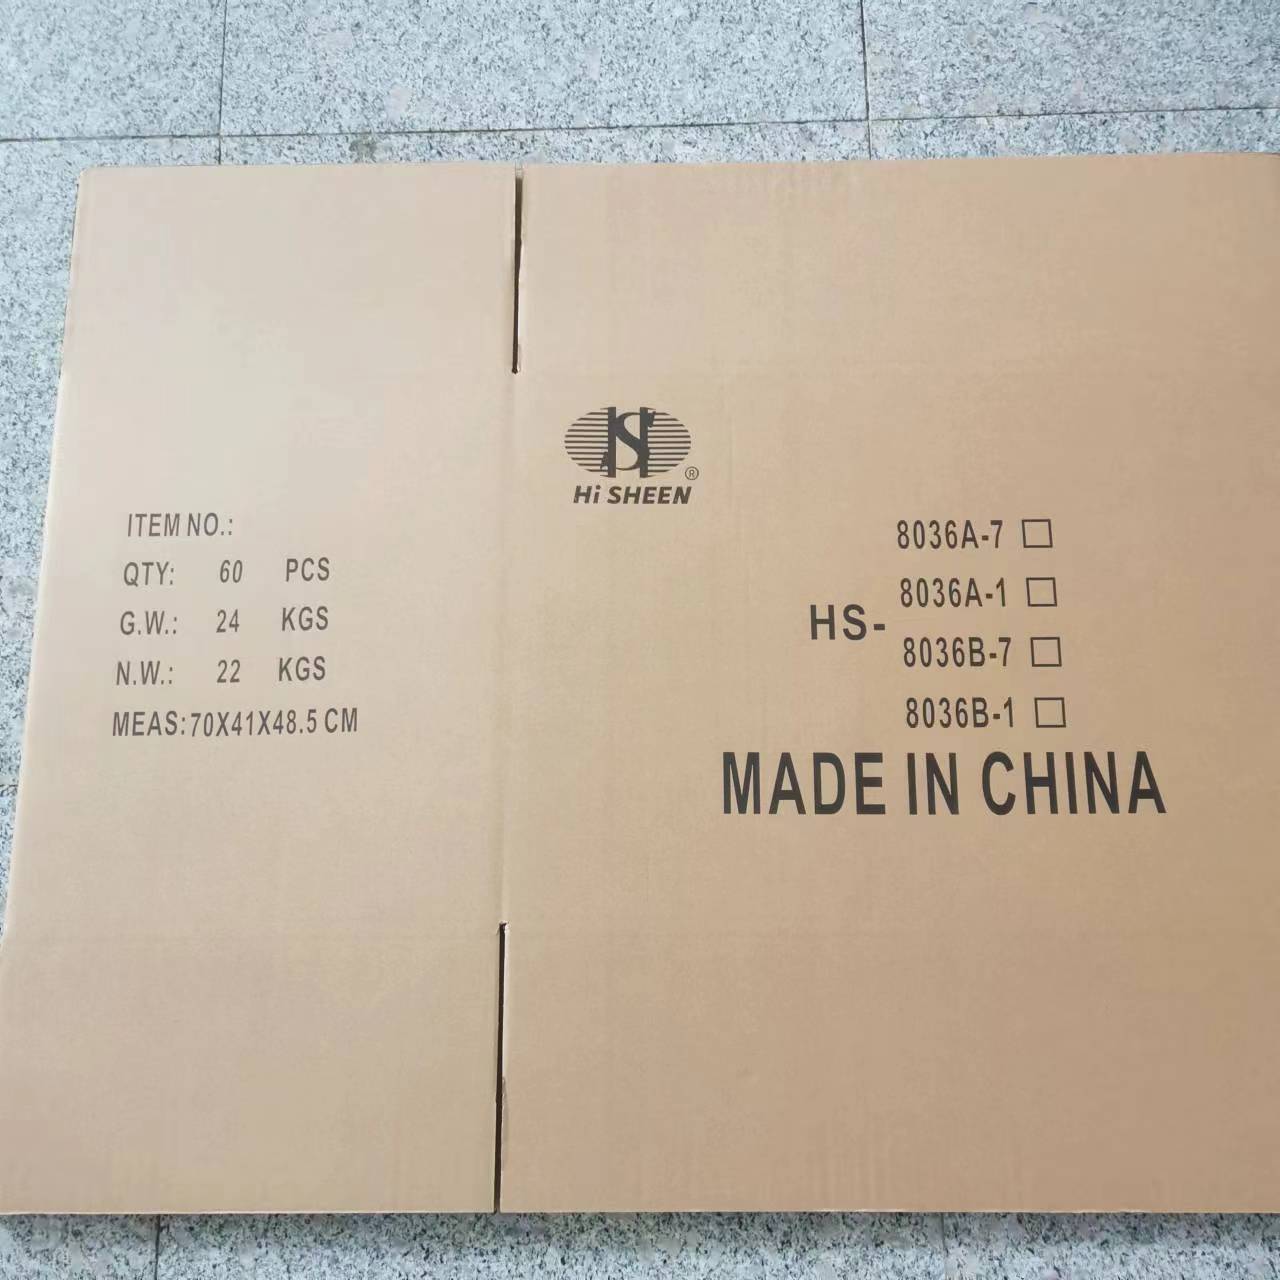 ITEM NO.:
QTY: 60 PCS
G.W.: 24 KGS
N.W.: 22 KGS
MEAS:70X41X48.5 CM
HS
®
Hi SHEEN
HS-
8036A-7
8036A-1
8036B-7
8036B-1
MADE IN CHINA